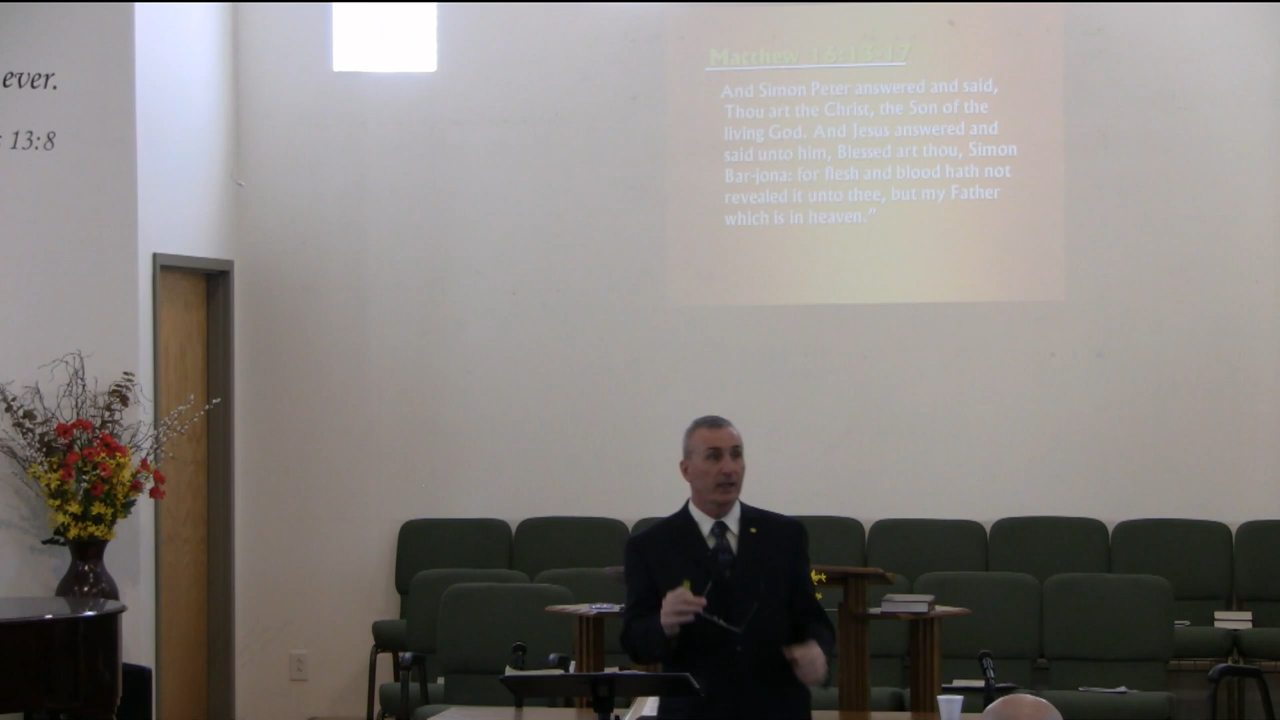 ever.
13:8
Matthew 16:13-17
And Simon Peter answered and said,
Thou art the Christ, the Son of the
living God. And Jesus answered and
said unto him, Blessed art thou, Simon
Bar-jona: for flesh and blood hath not
revealed it unto thee, but my Father
which is in heaven.”